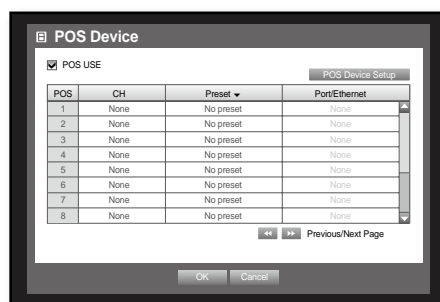 POS Device
POS USE
POS Device Setup
POS CH Preset Port/Ethernet
1 None No preset None
2 None No preset None
3 None No preset None
4 None No preset None
5 None No preset None
6 None No preset None
7 None No preset None
8 None No preset None
Previous/Next Page
OK Cancel